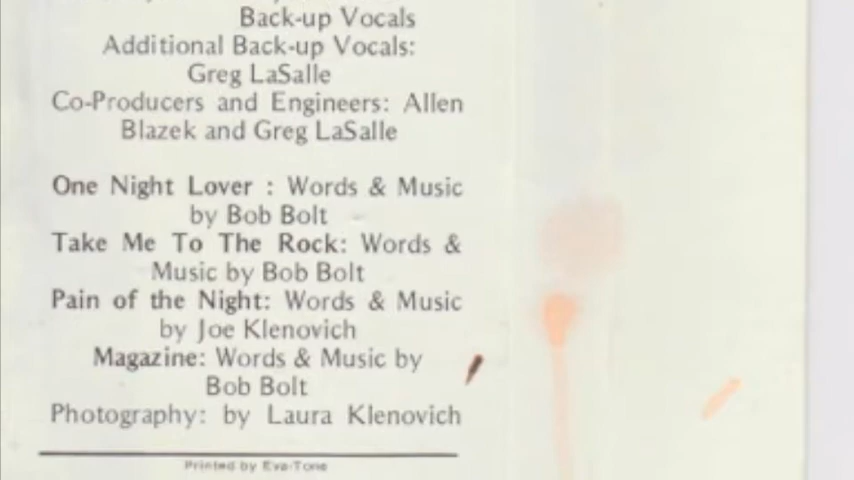 Back-up Vocals
Additional Back-up Vocals:
Greg LaSalle
Co-Producers and Engineers: Allen
Blazek and Greg LaSalle
One Night Lover : Words & Music
by Bob Bolt
Take Me To The Rock: Words &
Music by Bob Bolt
Pain of the Night: Words & Music
by Joe Klenovich
Magazine: Words & Music by
Bob Bolt
Photography: by Laura Klenovich
Printed by Eva-Tone